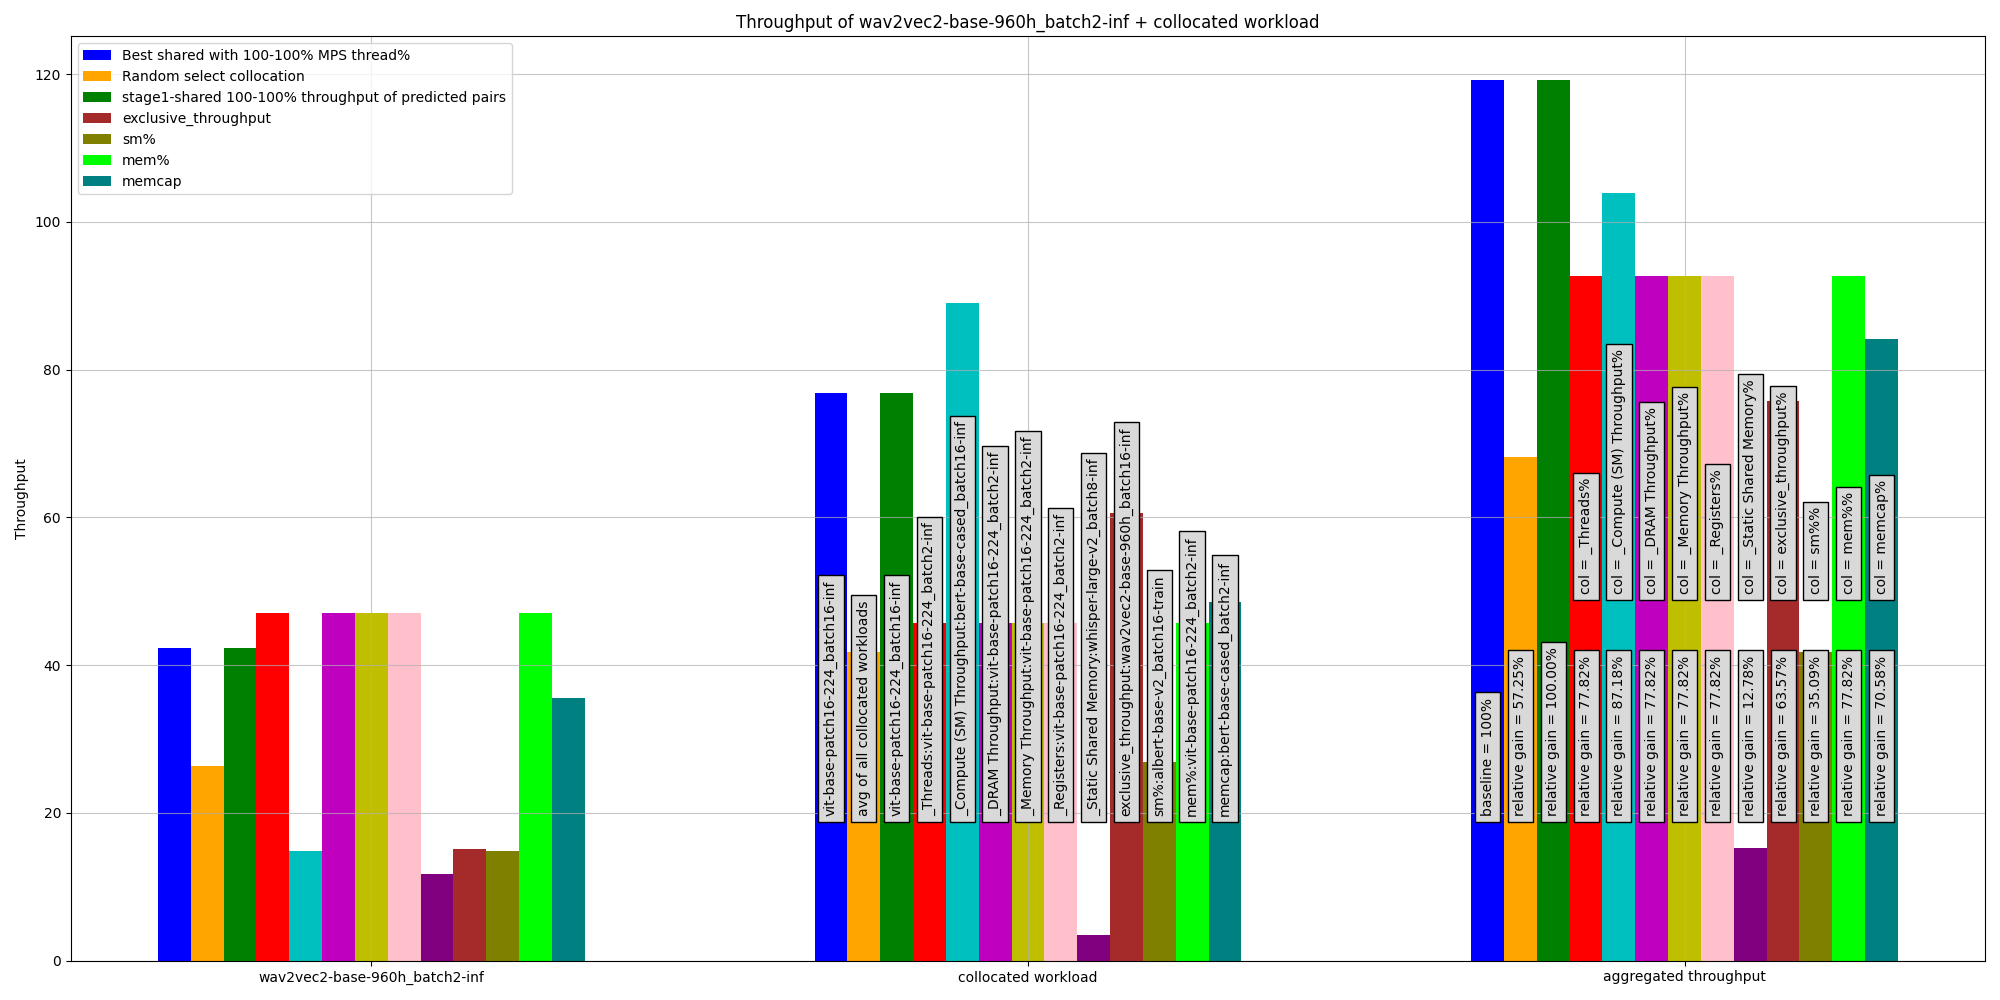 Throughput of wav2vec2-base-960h_batch2-inf + collocated workload
Best shared with 100-100% MPS thread%
Random select collocation
stage1-shared 100-100% throughput of predicted pairs
exclusive_throughput
sm%
mem%
memcap
Throughput
120
100
80
60
40
20
0
vit-base-patch16-224_batch16-inf
avg of all collocated workloads
vit-base-patch16-224_batch16-inf
_Threads:vit-base-patch16-224_batch2-inf
_Compute (SM) Throughput:bert-base-cased_batch16-inf
_DRAM Throughput:vit-base-patch16-224_batch2-inf
_Memory Throughput:vit-base-patch16-224_batch2-inf
_Registers:vit-base-patch16-224_batch2-inf
_Static Shared Memory:whisper-large-v2_batch8-inf
exclusive_throughput:wav2vec2-base-960h_batch16-inf
sm%:albert-base-v2_batch16-train
mem%:vit-base-patch16-224_batch2-inf
memcap:bert-base-cased_batch2-inf
col = _Threads%
col = _Compute (SM) Throughput%
col = _DRAM Throughput%
col = _Memory Throughput%
col = _Registers%
col = _Static Shared Memory%
col = exclusive_throughput%
col = sm%%
col = mem%%
col = memcap%
baseline = 100%
relative gain = 57.25%
relative gain = 100.00%
relative gain = 77.82%
relative gain = 87.18%
relative gain = 77.82%
relative gain = 77.82%
relative gain = 77.82%
relative gain = 12.78%
relative gain = 63.57%
relative gain = 35.09%
relative gain = 77.82%
relative gain = 70.58%
wav2vec2-base-960h_batch2-inf
collocated workload
aggregated throughput